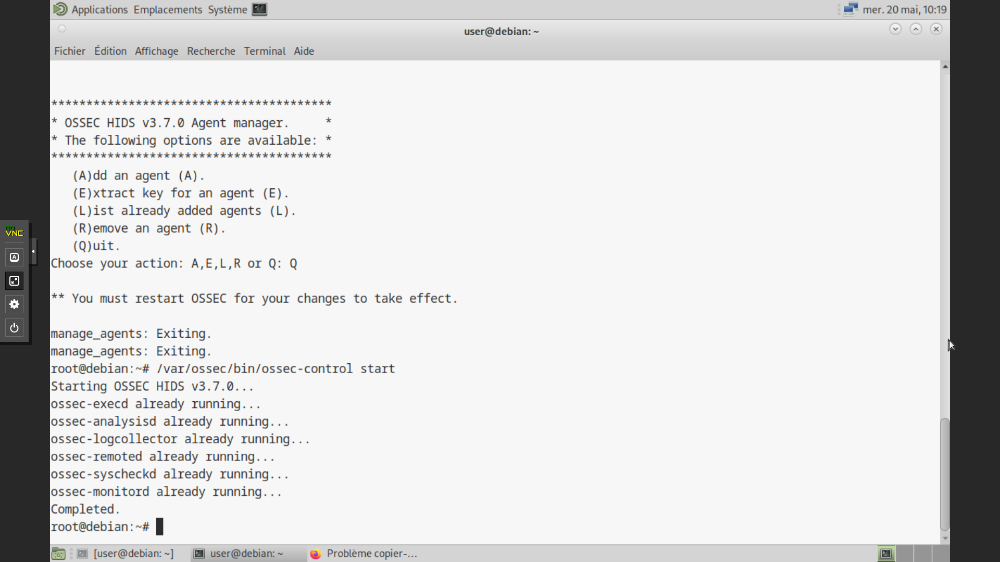 Applications Emplacements Système mer. 20 mai, 10:19
user@debian: ~
Fichier Édition Affichage Recherche Terminal Aide
****************************************
* OSSEC HIDS v3.7.0 Agent manager.     *
* The following options are available: *
****************************************
   (A)dd an agent (A).
   (E)xtract key for an agent (E).
   (L)ist already added agents (L).
   (R)emove an agent (R).
   (Q)uit.
Choose your action: A,E,L,R or Q: Q
** You must restart OSSEC for your changes to take effect.
manage_agents: Exiting.
manage_agents: Exiting.
root@debian:~# /var/ossec/bin/ossec-control start
Starting OSSEC HIDS v3.7.0...
ossec-execd already running...
ossec-analysisd already running...
ossec-logcollector already running...
ossec-remoted already running...
ossec-syscheckd already running...
ossec-monitord already running...
Completed.
root@debian:~#
no
VNC
A
[user@debian: ~] user@debian: ~ Problème copier-...